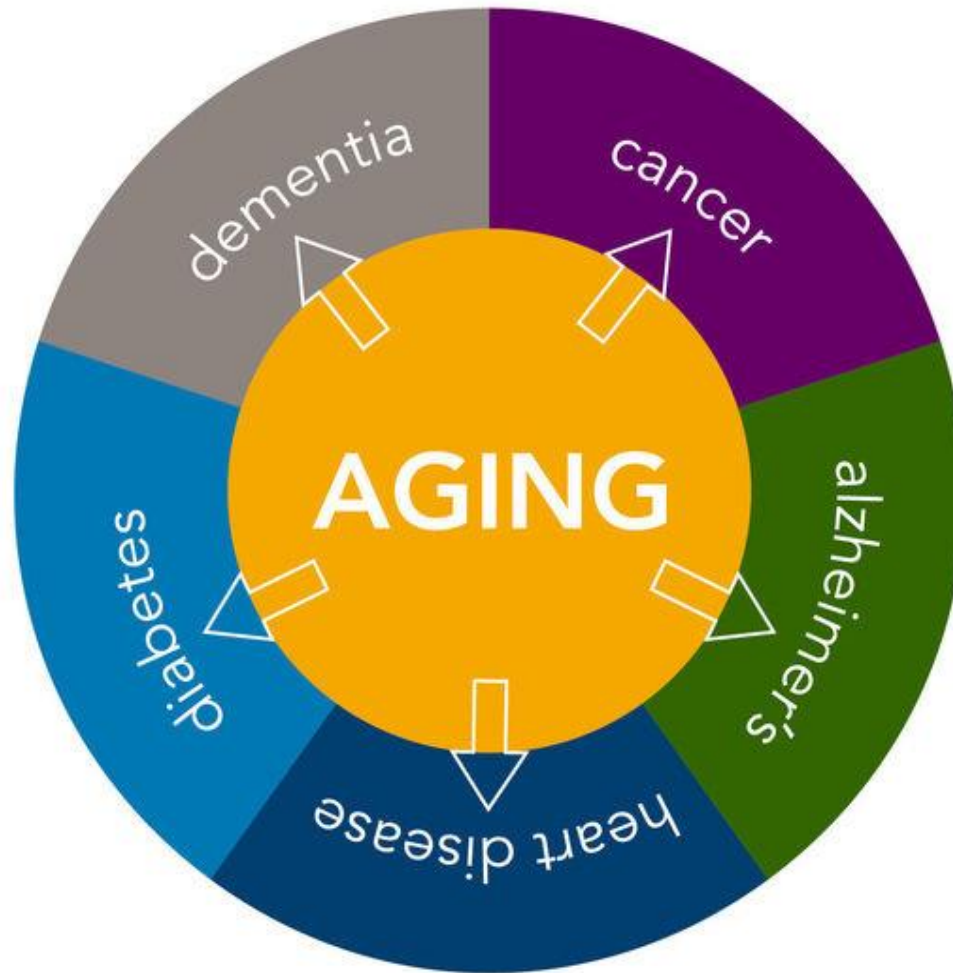 dementia
cancer
AGING
alzheimer's
diabetes
heart disease